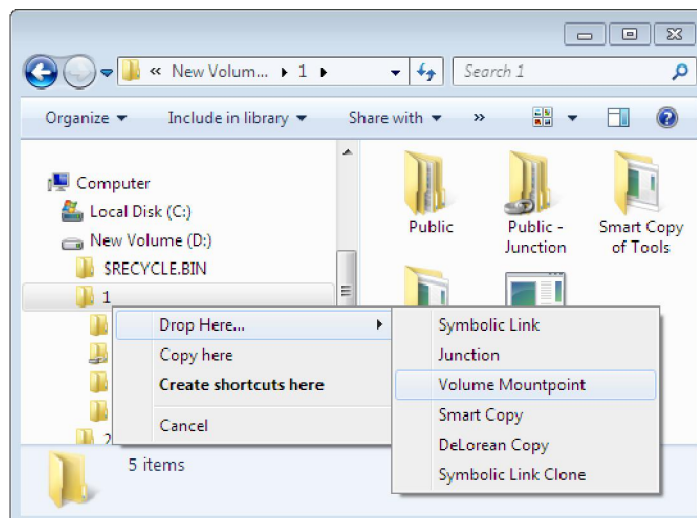 « New Volum... ▸ 1 ▸
Search 1
Organize
Include in library
Share with
»
Computer
Local Disk (C:)
New Volume (D:)
$RECYCLE.BIN
1
2
Public
Public -
Junction
Smart Copy
of Tools
Drop Here...
Copy here
Create shortcuts here
Cancel
Symbolic Link
Junction
Volume Mountpoint
Smart Copy
DeLorean Copy
Symbolic Link Clone
5 items